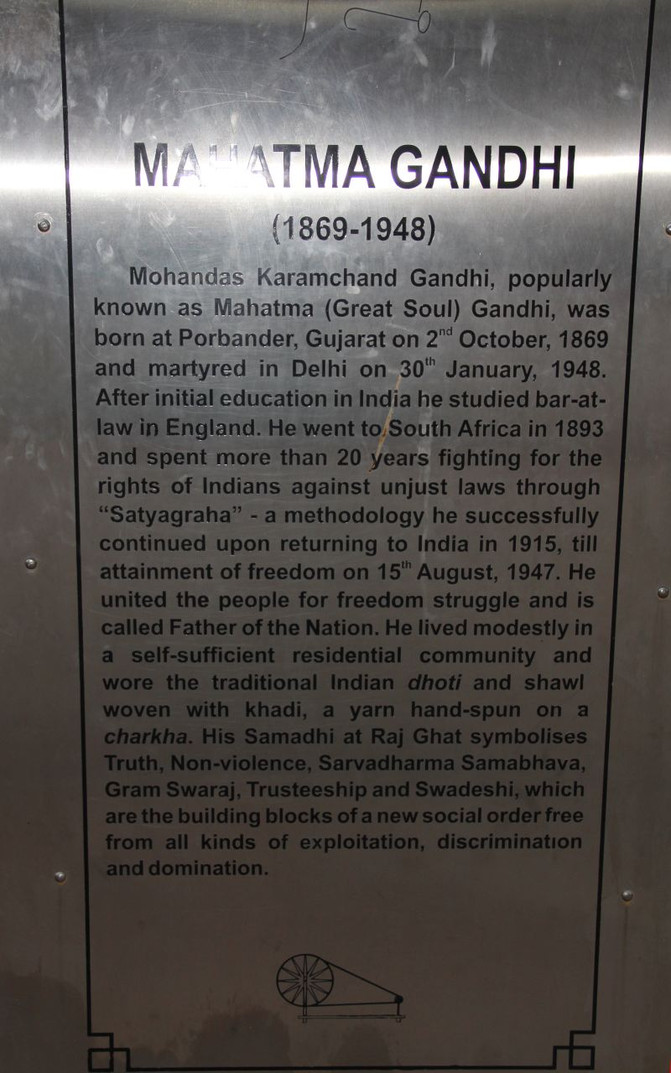 MAHATMA GANDHI
(1869-1948)
Mohandas Karamchand Gandhi, popularly
known as Mahatma (Great Soul) Gandhi, was
born at Porbander, Gujarat on 2nd October, 1869
and martyred in Delhi on 30th January, 1948.
After initial education in India he studied bar-at-
law in England. He went to South Africa in 1893
and spent more than 20 years fighting for the
rights of Indians against unjust laws through
“Satyagraha” - a methodology he successfully
continued upon returning to India in 1915, till
attainment of freedom on 15th August, 1947. He
united the people for freedom struggle and is
called Father of the Nation. He lived modestly in
a self-sufficient residential community and
wore the traditional Indian dhoti and shawl
woven with khadi, a yarn hand-spun on a
charkha. His Samadhi at Raj Ghat symbolises
Truth, Non-violence, Sarvadharma Samabhava,
Gram Swaraj, Trusteeship and Swadeshi, which
are the building blocks of a new social order free
from all kinds of exploitation, discrimination
and domination.